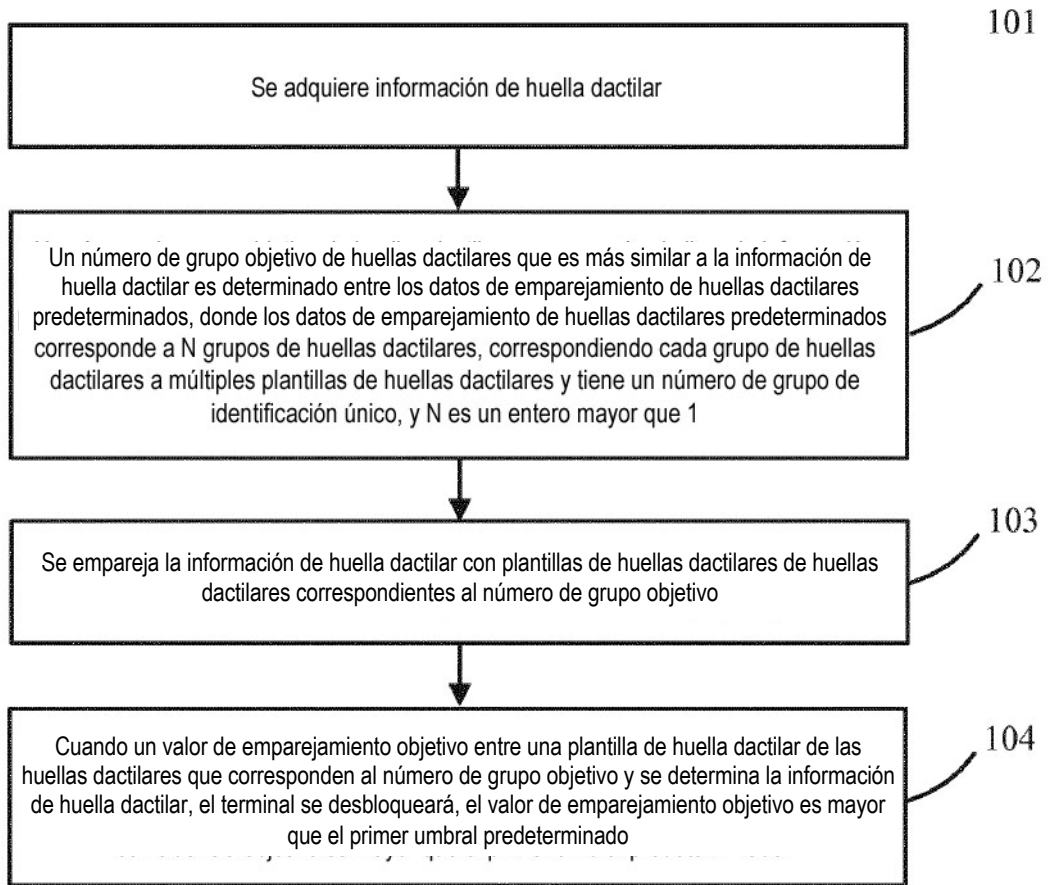 101
Se adquiere información de huella dactilar
Un número de grupo objetivo de huellas dactilares que es más similar a la información de
huella dactilar es determinado entre los datos de emparejamiento de huellas dactilares
predeterminados, donde los datos de emparejamiento de huellas dactilares predeterminados
corresponde a N grupos de huellas dactilares, correspondiendo cada grupo de huellas
dactilares a múltiples plantillas de huellas dactilares y tiene un número de grupo de
identificación único, y N es un entero mayor que 1
102
Se empareja la información de huella dactilar con plantillas de huellas dactilares de huellas
dactilares correspondientes al número de grupo objetivo
103
Cuando un valor de emparejamiento objetivo entre una plantilla de huella dactilar de las
huellas dactilares que corresponden al número de grupo objetivo y se determina la información
de huella dactilar, el terminal se desbloqueará, el valor de emparejamiento objetivo es mayor
que el primer umbral predeterminado
104